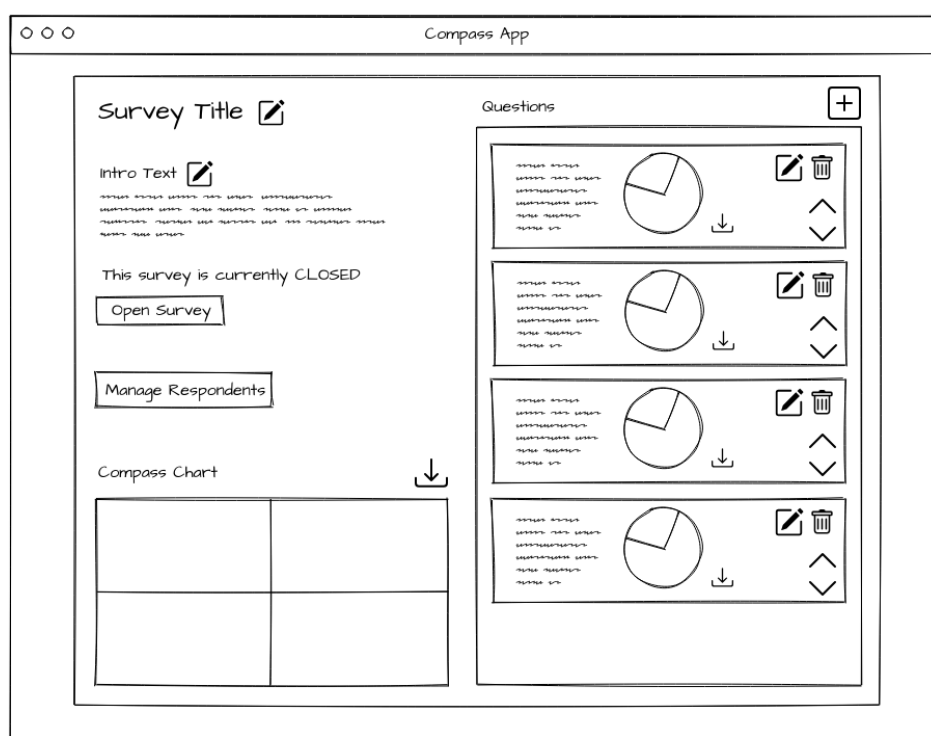 Compass App
Survey Title
Intro Text
This survey is currently CLOSED
Open Survey
Manage Respondents
Compass Chart
Questions